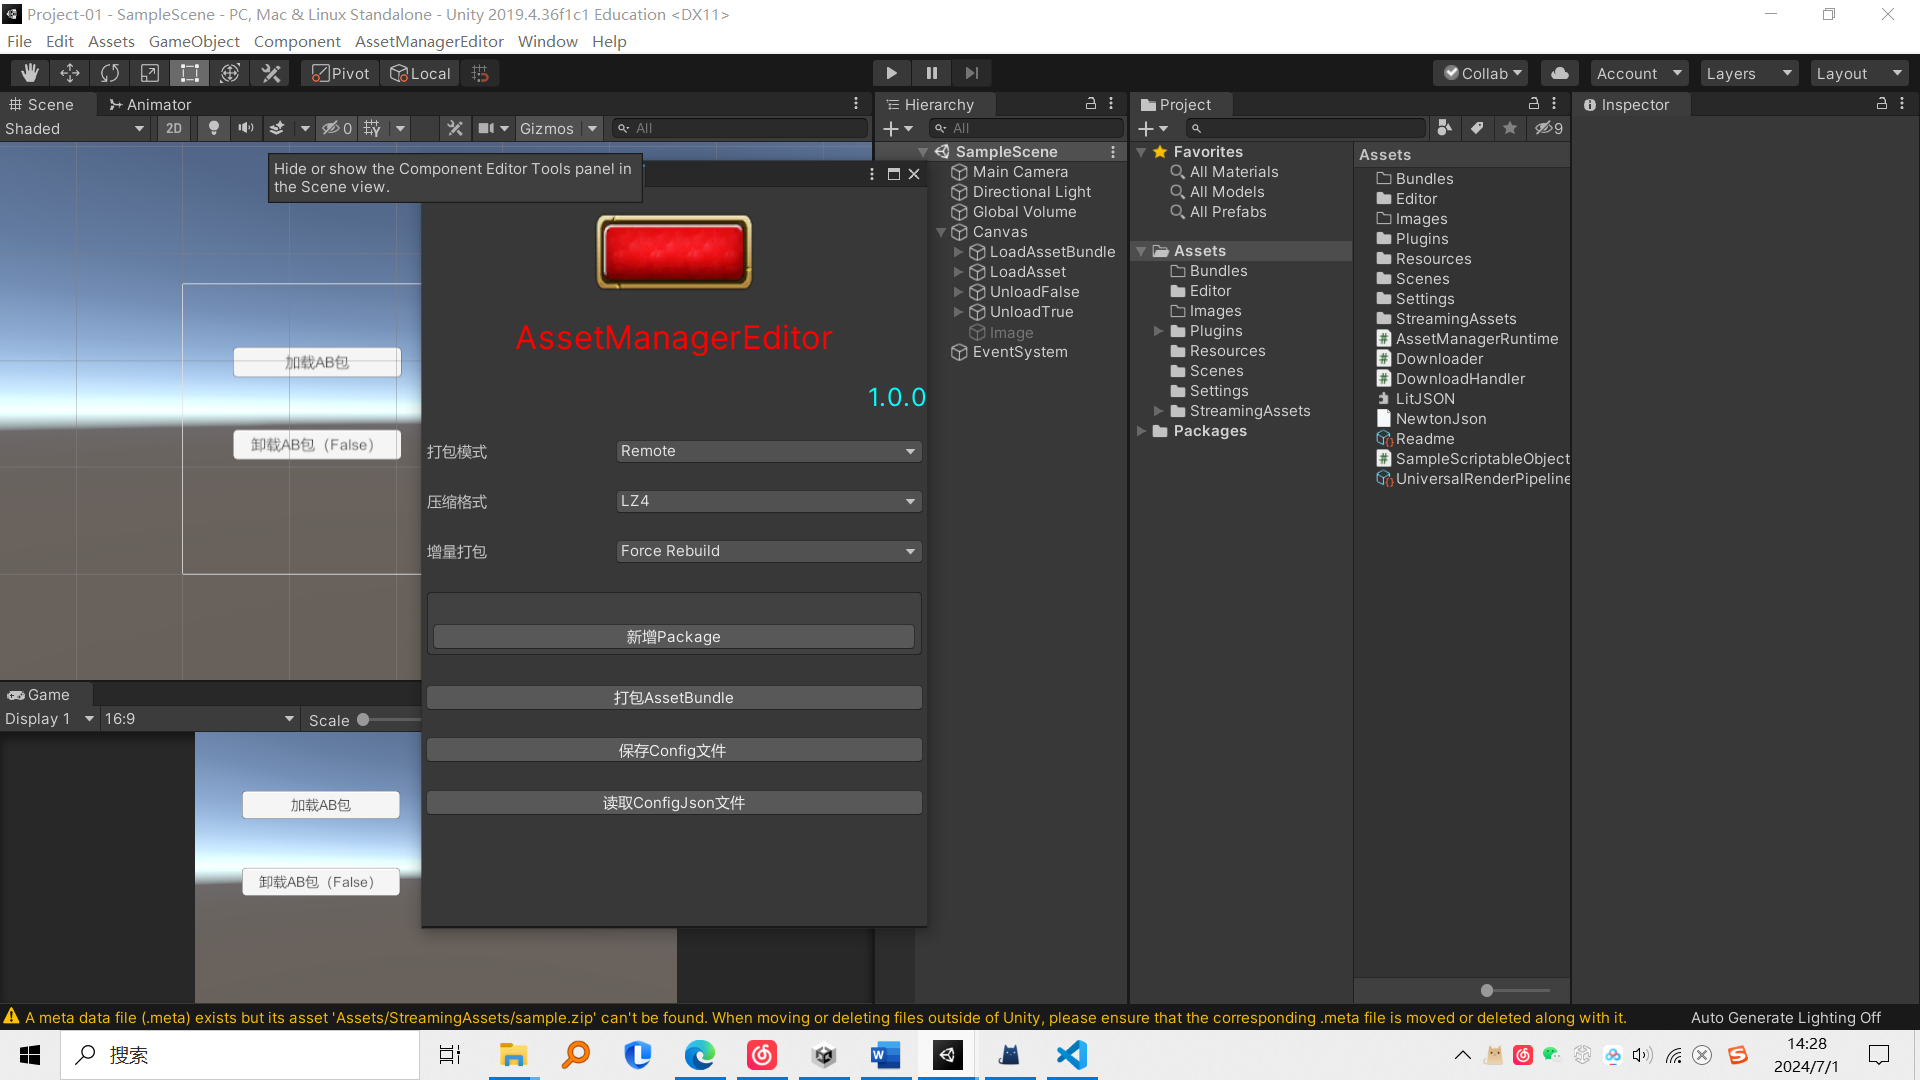 Project-01 - SampleScene - PC, Mac & Linux Standalone - Unity 2019.4.36f1c1 Education <DX11>
File Edit Assets GameObject Component AssetManagerEditor Window Help
Pivot Local Collab Account Layers Layout
Scene Animator
Shaded 2D 0 Gizmos All
Hide or show the Component Editor Tools panel in
the Scene view.
加载AB包
卸载AB包（False）
Game
Display 1 16:9 Scale
加载AB包
卸载AB包（False）
AssetManagerEditor
1.0.0
打包模式 Remote
压缩格式 LZ4
增量打包 Force Rebuild
新增Package
打包AssetBundle
保存Config文件
读取ConfigJson文件
Hierarchy
All
SampleScene
Main Camera
Directional Light
Global Volume
Canvas
LoadAssetBundle
LoadAsset
UnloadFalse
UnloadTrue
Image
EventSystem
Project
9
Favorites
All Materials
All Models
All Prefabs
Assets
Bundles
Editor
Images
Plugins
Resources
Scenes
Settings
StreamingAssets
Packages
Assets
Bundles
Editor
Images
Plugins
Resources
Scenes
Settings
StreamingAssets
AssetManagerRuntime
Downloader
DownloadHandler
LitJSON
NewtonJson
Readme
SampleScriptableObject
UniversalRenderPipeline
Inspector
A meta data file (.meta) exists but its asset 'Assets/StreamingAssets/sample.zip' can't be found. When moving or deleting files outside of Unity, please ensure that the corresponding .meta file is moved or deleted along with it.
Auto Generate Lighting Off
搜索
14:28
2024/7/1